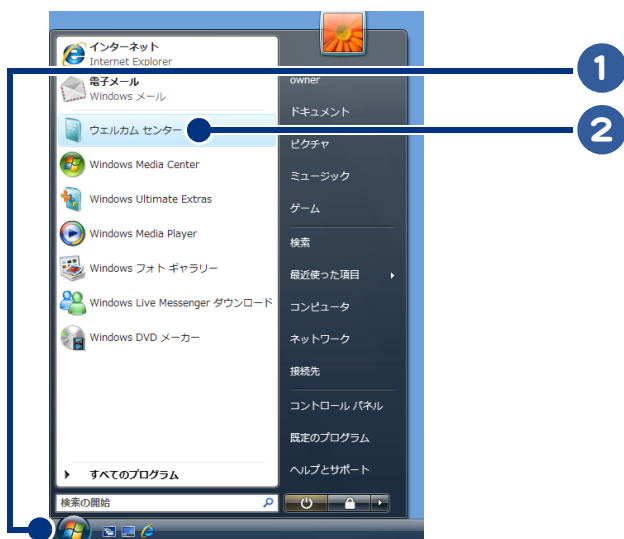 インターネット
Internet Explorer
電子メール
Windows メール
ウエルカム センター
Windows Media Center
Windows Ultimate Extras
Windows Media Player
Windows フォト ギャラリー
Windows Live Messenger ダウンロード
Windows DVD メーカー
すべてのプログラム
検索の開始
owner
ドキュメント
ピクチャ
ミュージック
ゲーム
検索
最近使った項目
コンピュータ
ネットワーク
接続先
コントロール パネル
既定のプログラム
ヘルプとサポート
1
2